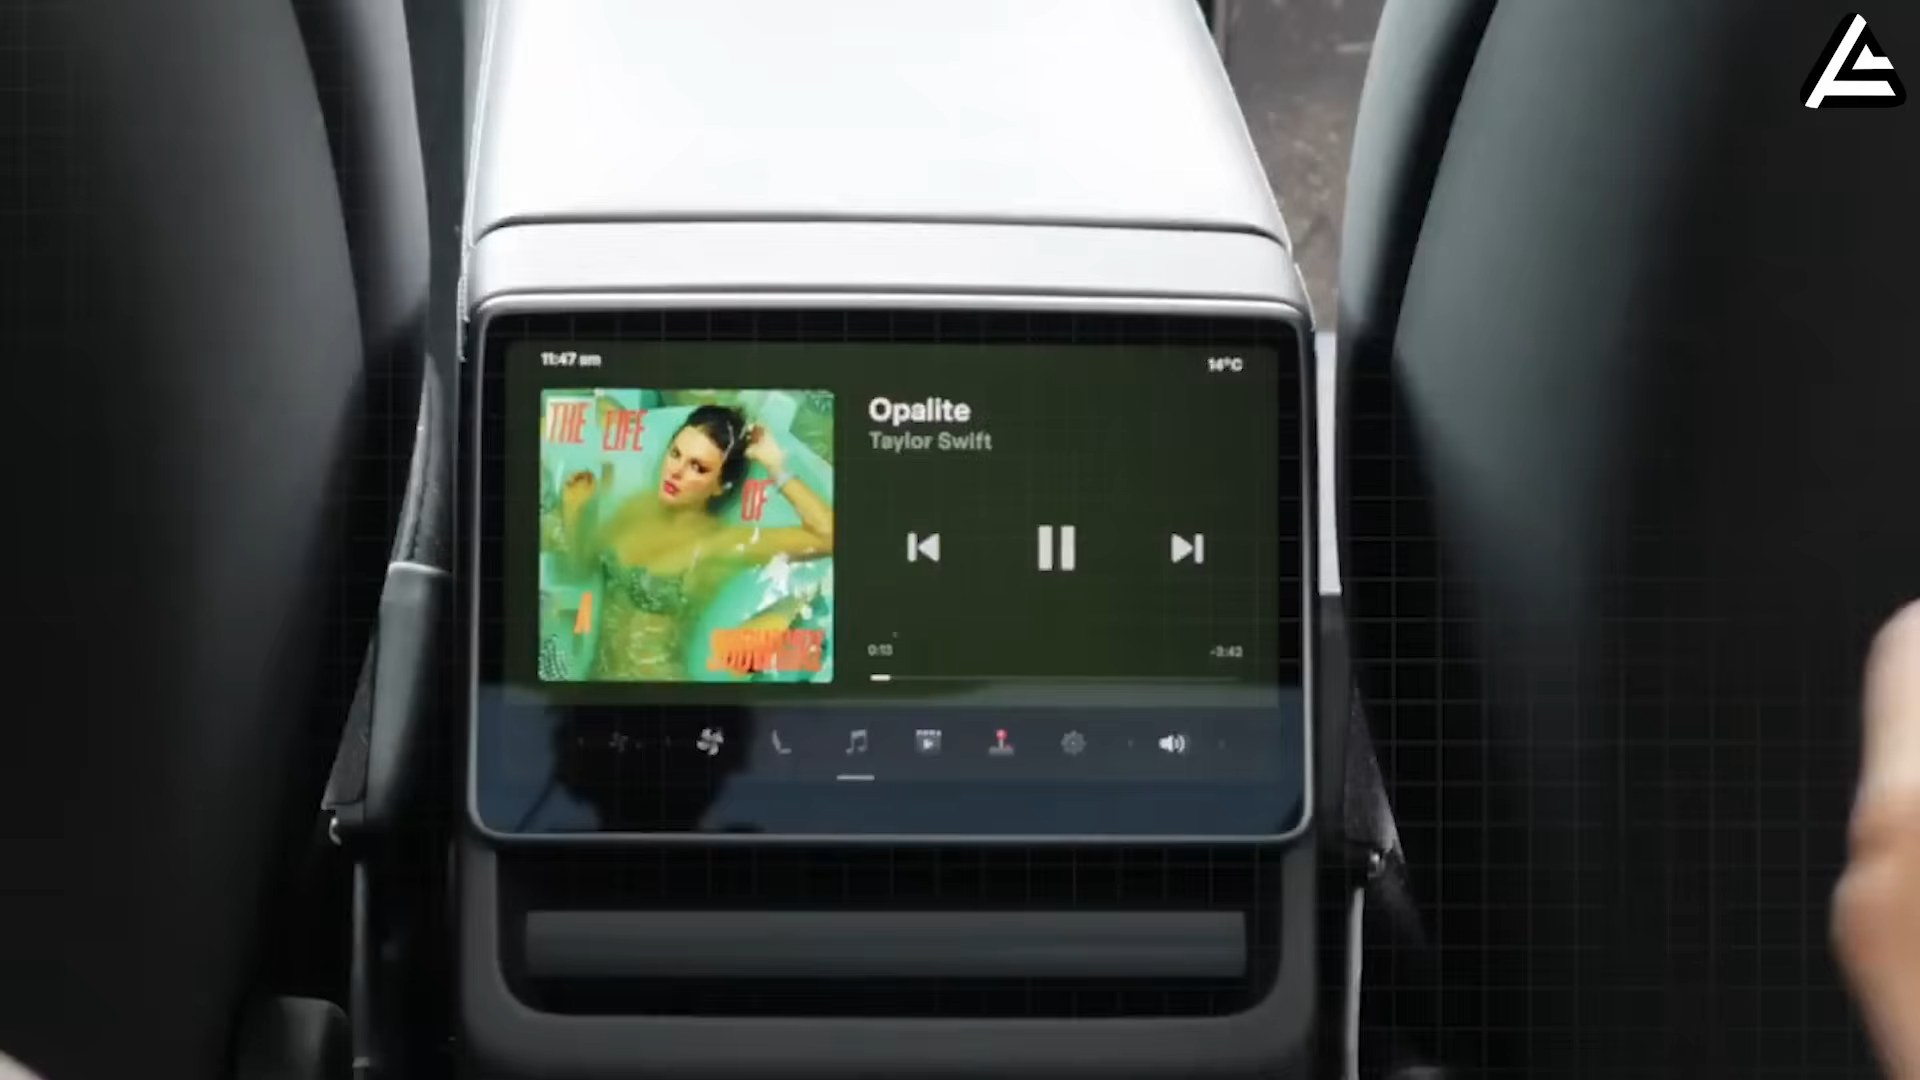 11:47 am
14°C
THE LIFE
OF
A
Opalite
Taylor Swift
0:13
-3:42